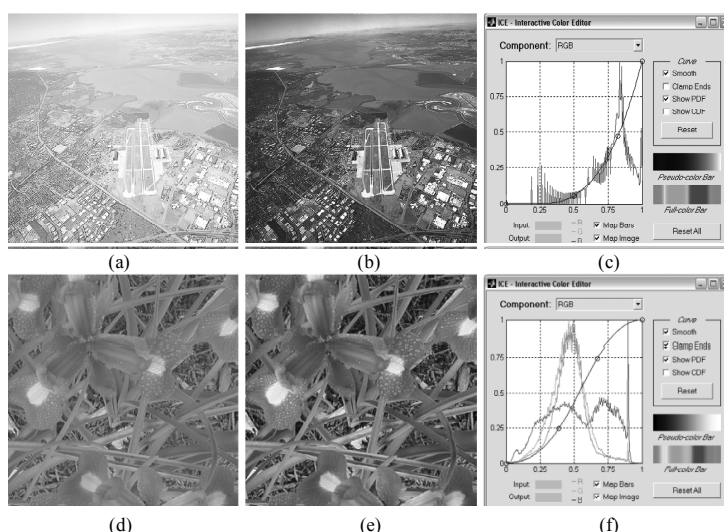 ICE - Interactive Color Editor
Component: RGB
1
0.75
0.5
0.25
0
0 0.25 0.5 0.75 1
Curve
Smooth
Clamp Ends
Show PDF
Show CDF
Reset
Pseudo-color Bar
Full-color Bar
Input:
Output:
R
G
B
Map Bars
Map Image
Reset All
(a) (b) (c)
ICE - Interactive Color Editor
Component: RGB
1
0.75
0.5
0.25
0
0 0.25 0.5 0.75 1
Curve
Smooth
Clamp Ends
Show PDF
Show CDF
Reset
Pseudo-color Bar
Full-color Bar
Input:
Output:
R
G
B
Map Bars
Map Image
Reset All
(d) (e) (f)